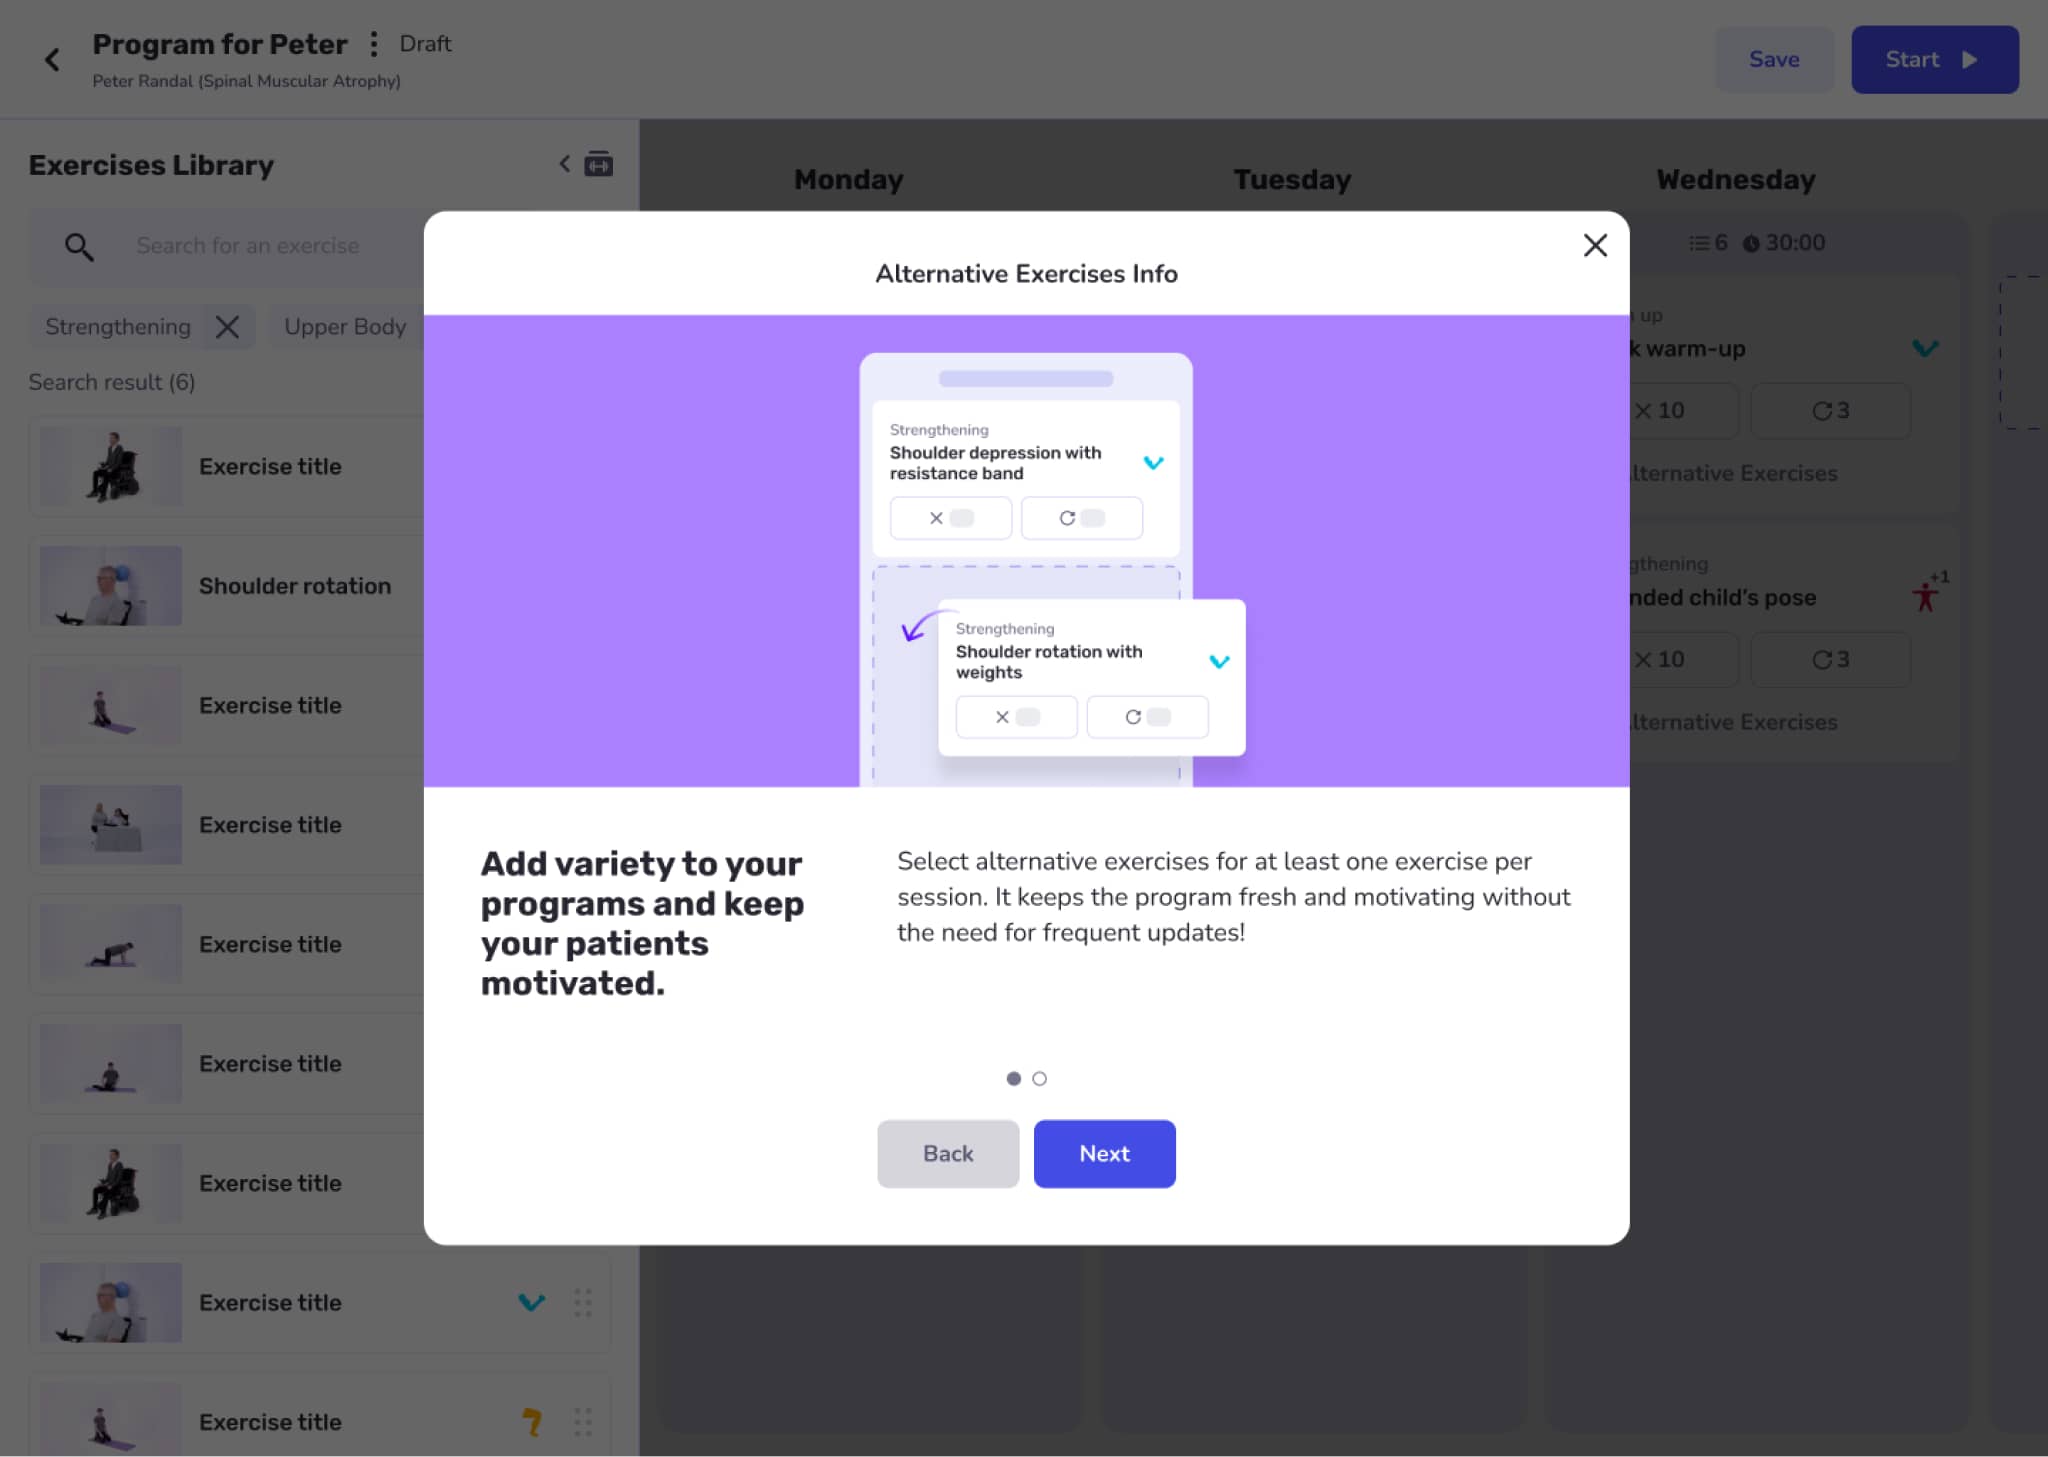 Program for Peter
Draft
Peter Randal (Spinal Muscular Atrophy)
Save
Start
Exercises Library
Search for an exercise
Strengthening
Upper Body
Search result (6)
Exercise title
Shoulder rotation
Exercise title
Exercise title
Exercise title
Exercise title
Exercise title
Exercise title
Exercise title
Monday
Tuesday
Wednesday
6 30:00
up
warm-up
× 10
3
Alternative Exercises
child's pose
+1
× 10
3
Alternative Exercises
Alternative Exercises Info
Strengthening
Shoulder depression with
resistance band
Strengthening
Shoulder rotation with
weights
Add variety to your
programs and keep
your patients
motivated.
Select alternative exercises for at least one exercise per
session. It keeps the program fresh and motivating without
the need for frequent updates!
Back
Next